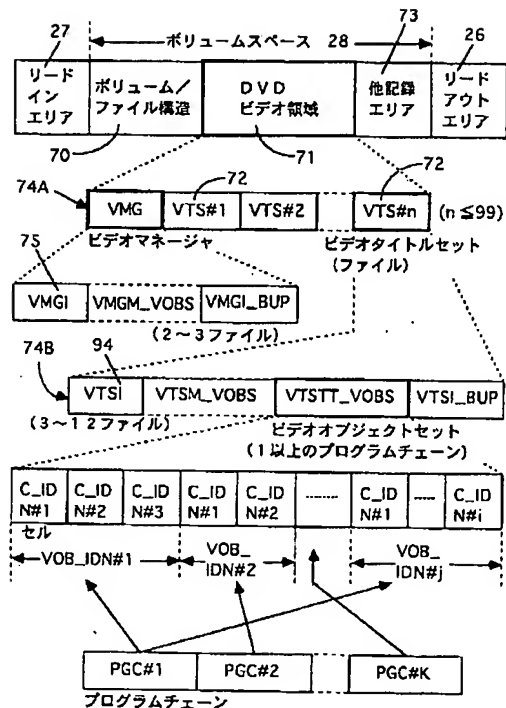 27
ボリュームスペース 28
73
26
リード
イン
エリア
ボリューム／
ファイル構造
DVD
ビデオ領域
他記録
エリア
リード
アウト
エリア
70
71
74A
72
72
VMG
VTS#1
VTS#2
VTS#n
(n≦99)
ビデオマネージャ
ビデオタイトルセット
(ファイル)
75
VMGI
VMGM_VOBS
VMGI_BUP
(2～3ファイル)
74B
94
VTSI
VTSM_VOBS
VTSTT_VOBS
VTSI_BUP
(3～12ファイル)
ビデオオブジェクトセット
(1以上のプログラムチェーン)
C_ID
N#1
C_ID
N#2
C_ID
N#3
C_ID
N#1
C_ID
N#2
C_ID
N#1
C_ID
N#i
セル
VOB_IDN#1
VOB_
IDN#2
VOB_
IDN#j
PGC#1
PGC#2
PGC#K
プログラムチェーン